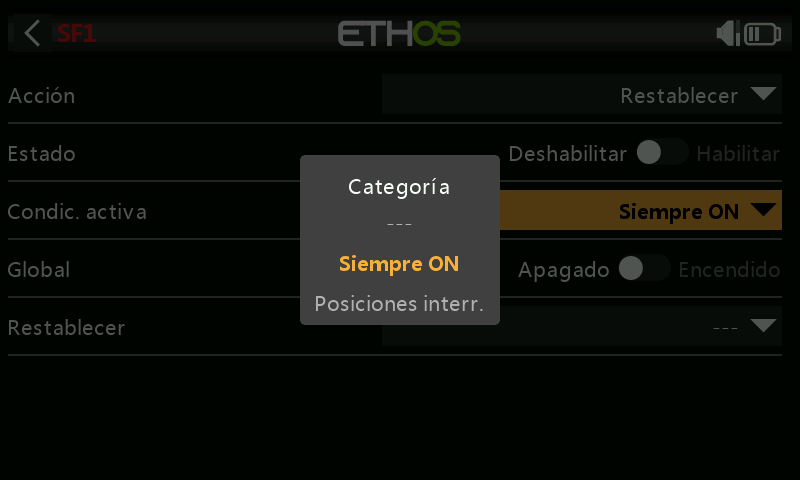 SF1
ETHOS
Acción
Restablecer
Estado
Deshabilitar Habilitar
Categoría
Condic. activa
Siempre ON
---
Siempre ON
Global
Apagado Encendido
Posiciones interr.
Restablecer
---